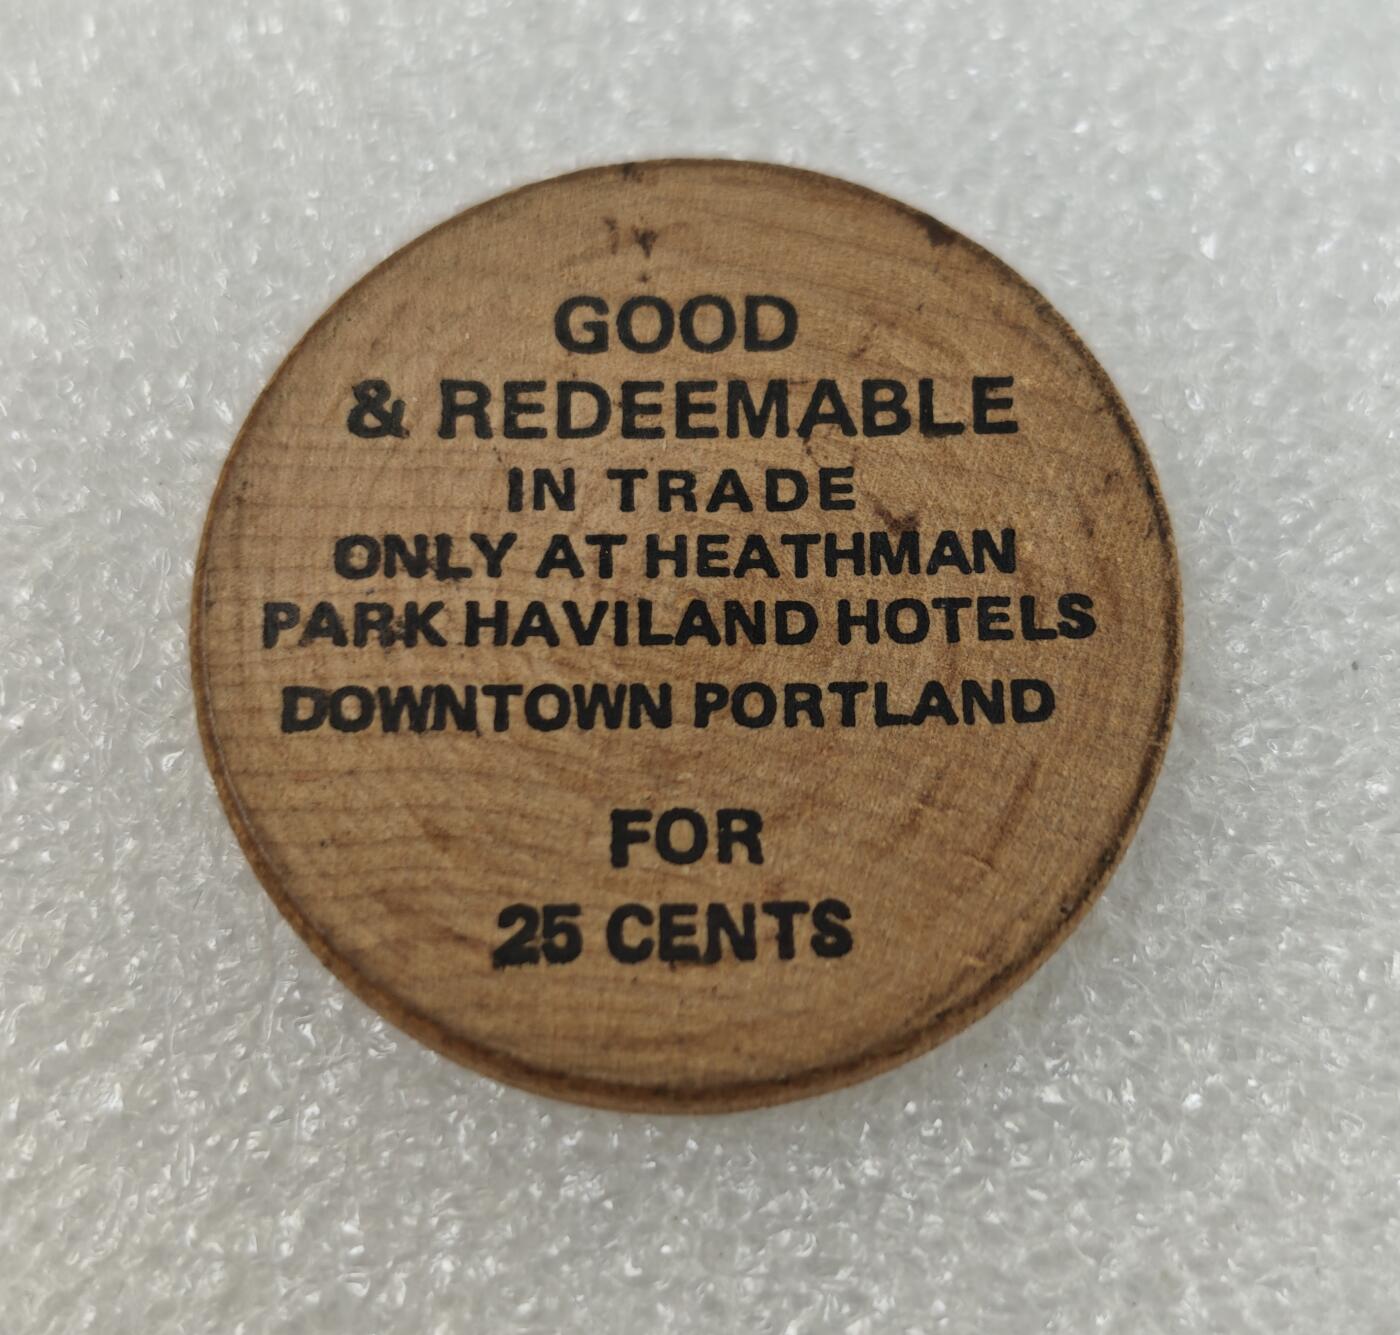 GOOD
& REDEEMABLE
IN TRADE
ONLY AT HEATHMAN
PARK HAVILAND HOTELS
DOWNTOWN PORTLAND
FOR
25 CENTS